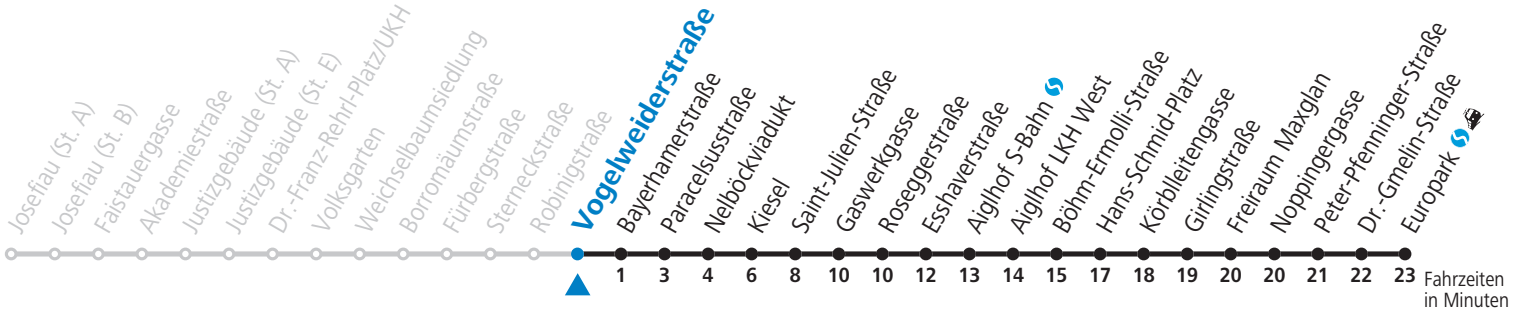 Josefiau (St. A)
Josefiau (St. B)
Faistauergasse
Akademiestraße
Justizgebäude (St. A)
Justizgebäude (St. E)
Dr.-Franz-Rehrl-Platz/UKH
Volksgarten
Weichselbaumsiedlung
Borromäumstraße
Fürbergstraße
Sterneckstraße
Robinigstraße
Vogelweiderstraße
Bayerhamerstraße
Paracelsusstraße
Nelböckviadukt
Kiesel
Saint-Julien-Straße
Gaswerkgasse
Roseggerstraße
Esshaverstraße
Aiglhof S-Bahn
Aiglhof LKH West
Böhm-Ermolli-Straße
Hans-Schmid-Platz
Körblleitengasse
Girlingstraße
Freiraum Maxglan
Noppingergasse
Peter-Pfenninger-Straße
Dr.-Gmelin-Straße
Europark
1 3 4 6 8 10 10 12 13 14 15 17 18 19 20 20 21 22 23 Fahrzeiten
in Minuten